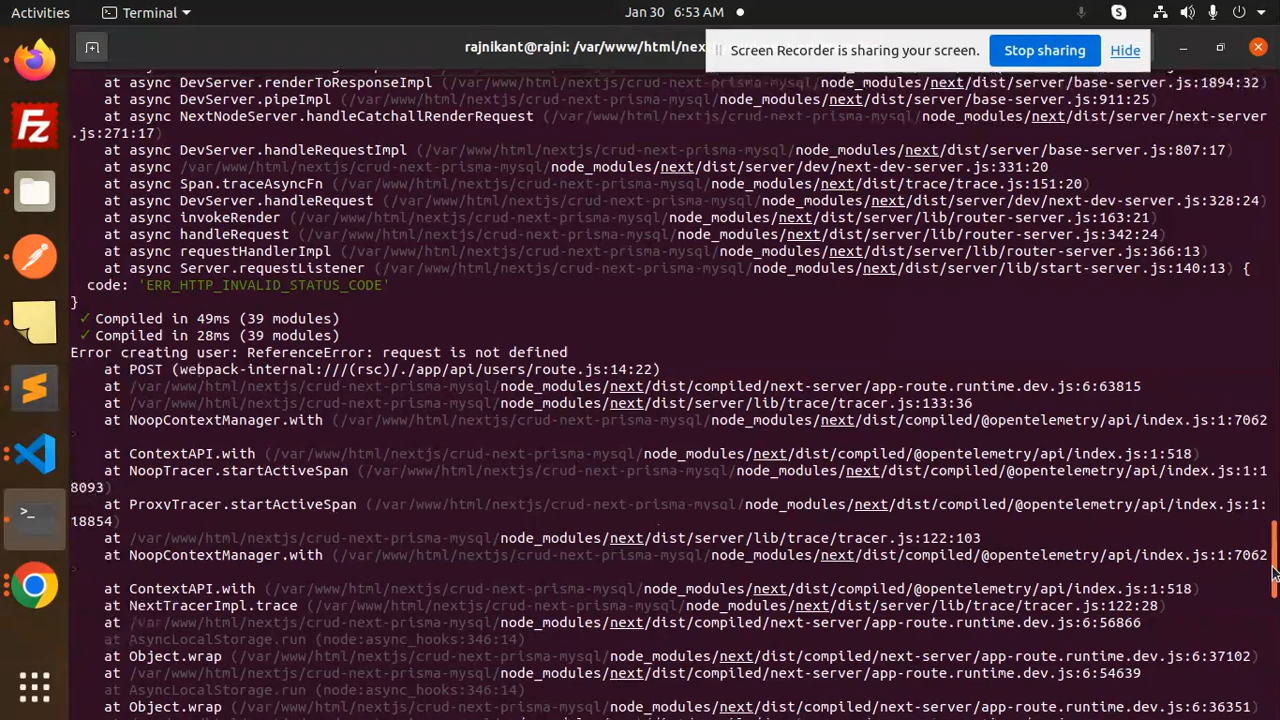 Activities
Terminal
Jan 30 6:53 AM
rajnikant@rajni: /var/www/html/nex
Screen Recorder is sharing your screen.
Stop sharing
Hide
at async DevServer.renderToResponseImpl (/var/www/html/nextjs/crud-next-prisma-mysql/node_modules/next/dist/server/base-server.js:1894:32)
at async DevServer.pipeImpl (/var/www/html/nextjs/crud-next-prisma-mysql/node_modules/next/dist/server/base-server.js:911:25)
at async NextNodeServer.handleCatchallRenderRequest (/var/www/html/nextjs/crud-next-prisma-mysql/node_modules/next/dist/server/next-server
.js:271:17)
at async DevServer.handleRequestImpl (/var/www/html/nextjs/crud-next-prisma-mysql/node_modules/next/dist/server/base-server.js:807:17)
at async /var/www/html/nextjs/crud-next-prisma-mysql/node_modules/next/dist/server/dev/next-dev-server.js:331:20
at async Span.traceAsyncFn (/var/www/html/nextjs/crud-next-prisma-mysql/node_modules/next/dist/trace/trace.js:151:20)
at async DevServer.handleRequest (/var/www/html/nextjs/crud-next-prisma-mysql/node_modules/next/dist/server/dev/next-dev-server.js:328:24)
at async invokeRender (/var/www/html/nextjs/crud-next-prisma-mysql/node_modules/next/dist/server/lib/router-server.js:163:21)
at async handleRequest (/var/www/html/nextjs/crud-next-prisma-mysql/node_modules/next/dist/server/lib/router-server.js:342:24)
at async requestHandlerImpl (/var/www/html/nextjs/crud-next-prisma-mysql/node_modules/next/dist/server/lib/router-server.js:366:13)
at async Server.requestListener (/var/www/html/nextjs/crud-next-prisma-mysql/node_modules/next/dist/server/lib/start-server.js:140:13) {
code: 'ERR_HTTP_INVALID_STATUS_CODE'
}
✓ Compiled in 49ms (39 modules)
✓ Compiled in 28ms (39 modules)
Error creating user: ReferenceError: request is not defined
at POST (webpack-internal:///(rsc)/./app/api/users/route.js:14:22)
at /var/www/html/nextjs/crud-next-prisma-mysql/node_modules/next/dist/compiled/next-server/app-route.runtime.dev.js:6:63815
at /var/www/html/nextjs/crud-next-prisma-mysql/node_modules/next/dist/server/lib/trace/tracer.js:133:36
at NoopContextManager.with (/var/www/html/nextjs/crud-next-prisma-mysql/node_modules/next/dist/compiled/@opentelemetry/api/index.js:1:7062
)
at ContextAPI.with (/var/www/html/nextjs/crud-next-prisma-mysql/node_modules/next/dist/compiled/@opentelemetry/api/index.js:1:518)
at NoopTracer.startActiveSpan (/var/www/html/nextjs/crud-next-prisma-mysql/node_modules/next/dist/compiled/@opentelemetry/api/index.js:1:1
8093)
at ProxyTracer.startActiveSpan (/var/www/html/nextjs/crud-next-prisma-mysql/node_modules/next/dist/compiled/@opentelemetry/api/index.js:1:
18854)
at /var/www/html/nextjs/crud-next-prisma-mysql/node_modules/next/dist/server/lib/trace/tracer.js:122:103
at NoopContextManager.with (/var/www/html/nextjs/crud-next-prisma-mysql/node_modules/next/dist/compiled/@opentelemetry/api/index.js:1:7062
)
at ContextAPI.with (/var/www/html/nextjs/crud-next-prisma-mysql/node_modules/next/dist/compiled/@opentelemetry/api/index.js:1:518)
at NextTracerImpl.trace (/var/www/html/nextjs/crud-next-prisma-mysql/node_modules/next/dist/server/lib/trace/tracer.js:122:28)
at /var/www/html/nextjs/crud-next-prisma-mysql/node_modules/next/dist/compiled/next-server/app-route.runtime.dev.js:6:56866
at AsyncLocalStorage.run (node:async_hooks:346:14)
at Object.wrap (/var/www/html/nextjs/crud-next-prisma-mysql/node_modules/next/dist/compiled/next-server/app-route.runtime.dev.js:6:37102)
at /var/www/html/nextjs/crud-next-prisma-mysql/node_modules/next/dist/compiled/next-server/app-route.runtime.dev.js:6:54639
at AsyncLocalStorage.run (node:async_hooks:346:14)
at Object.wrap (/var/www/html/nextjs/crud-next-prisma-mysql/node_modules/next/dist/compiled/next-server/app-route.runtime.dev.js:6:36351)